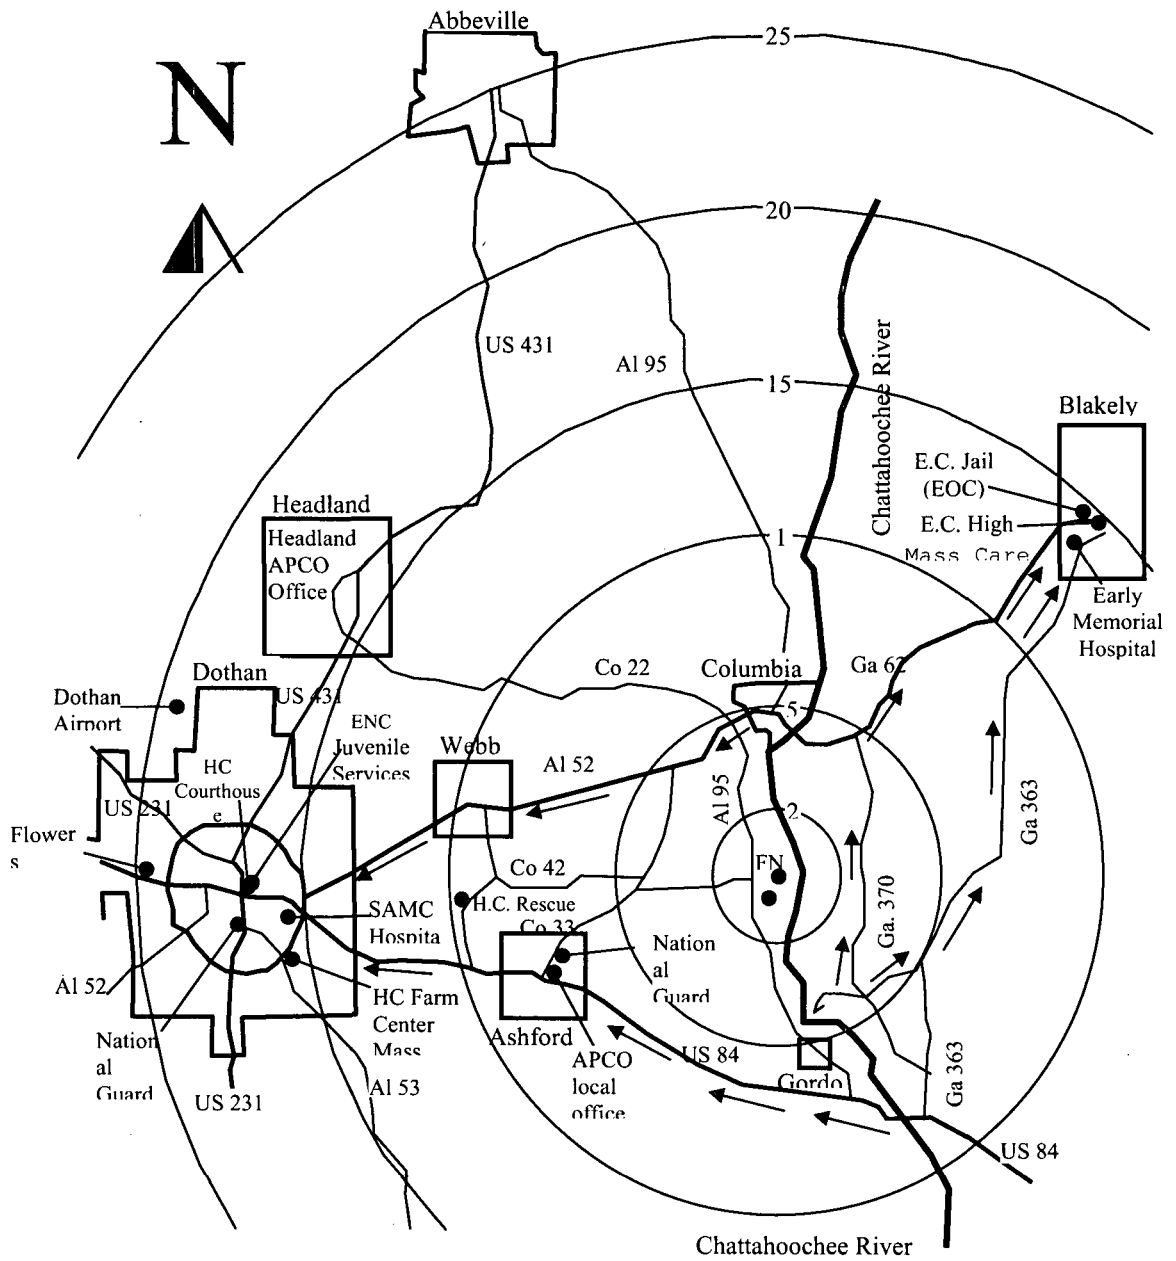 Abbeville
25
N
20
US 431
Al 95
15
Chattahoochee River
Blakely
E.C. Jail
(EOC)
E.C. High
Mass Care
Early
Memorial
Hospital
Headland
Headland
APCO
Office
1
Co 22
Columbia
Ga 62
Dothan
US 431
Dothan
Airport
ENC
Juvenile
Services
Webb
Al 52
5
HC
Courthous
e
US 231
Al 95
Ga 363
2
Flower
s
Co 42
FN
H.C. Rescue
Co 33
SAMC
Hospita
Nation
al
Guard
Ga. 370
Al 52
HC Farm
Center
Mass
Ashford
Nation
al
Guard
APCO
local
office
US 84
Gordo
Ga 363
US 231
Al 53
US 84
Chattahoochee River